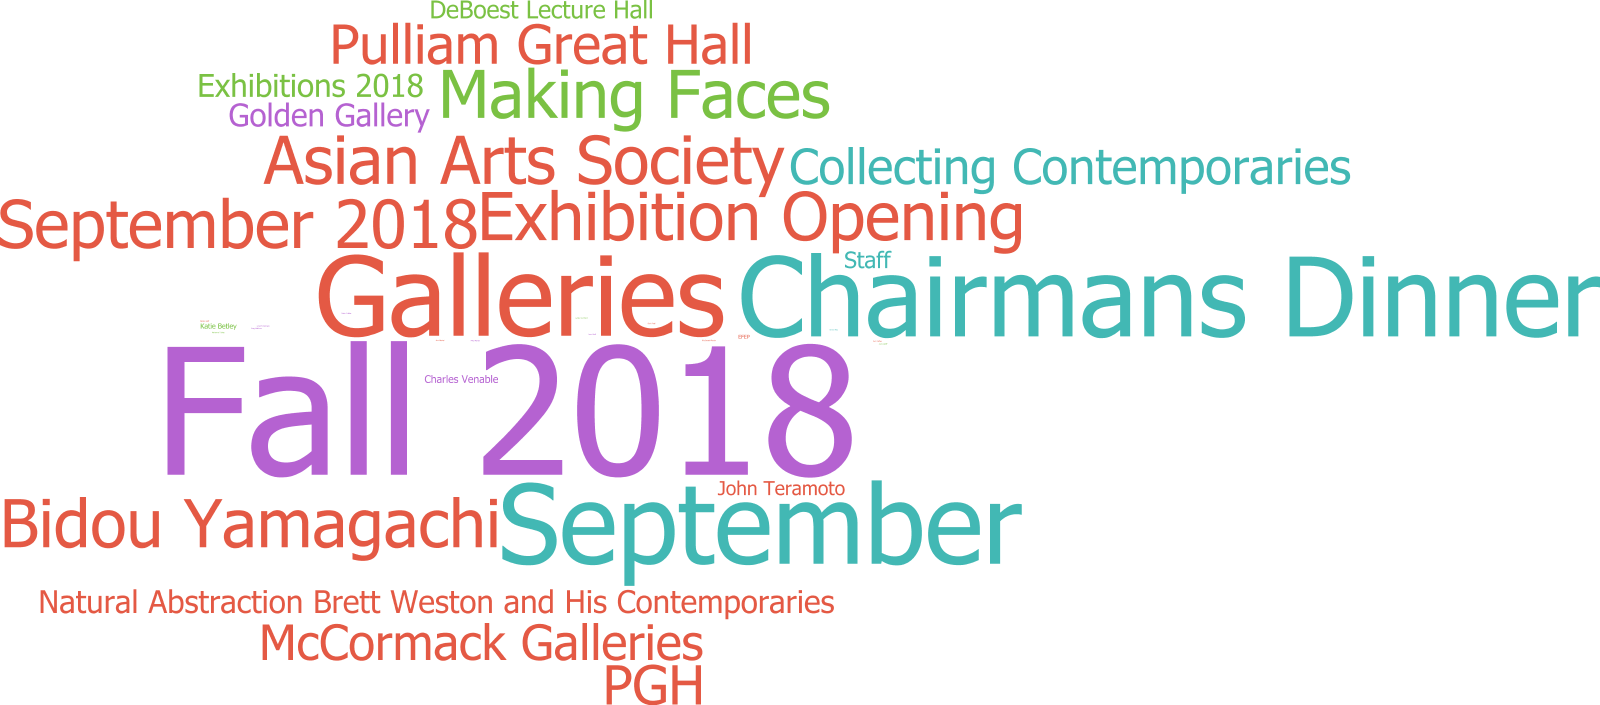 DeBoest Lecture Hall
Pulliam Great Hall
Exhibitions 2018
Making Faces
Golden Gallery
Asian Arts Society
Collecting Contemporaries
September 2018
Exhibition Opening
Galleries
Chairmans Dinner
Staff
Katie Betley
Fall 2018
Charles Venable
September
John Teramoto
Bidou Yamagachi
Natural Abstraction Brett Weston and His Contemporaries
McCormack Galleries
PGH